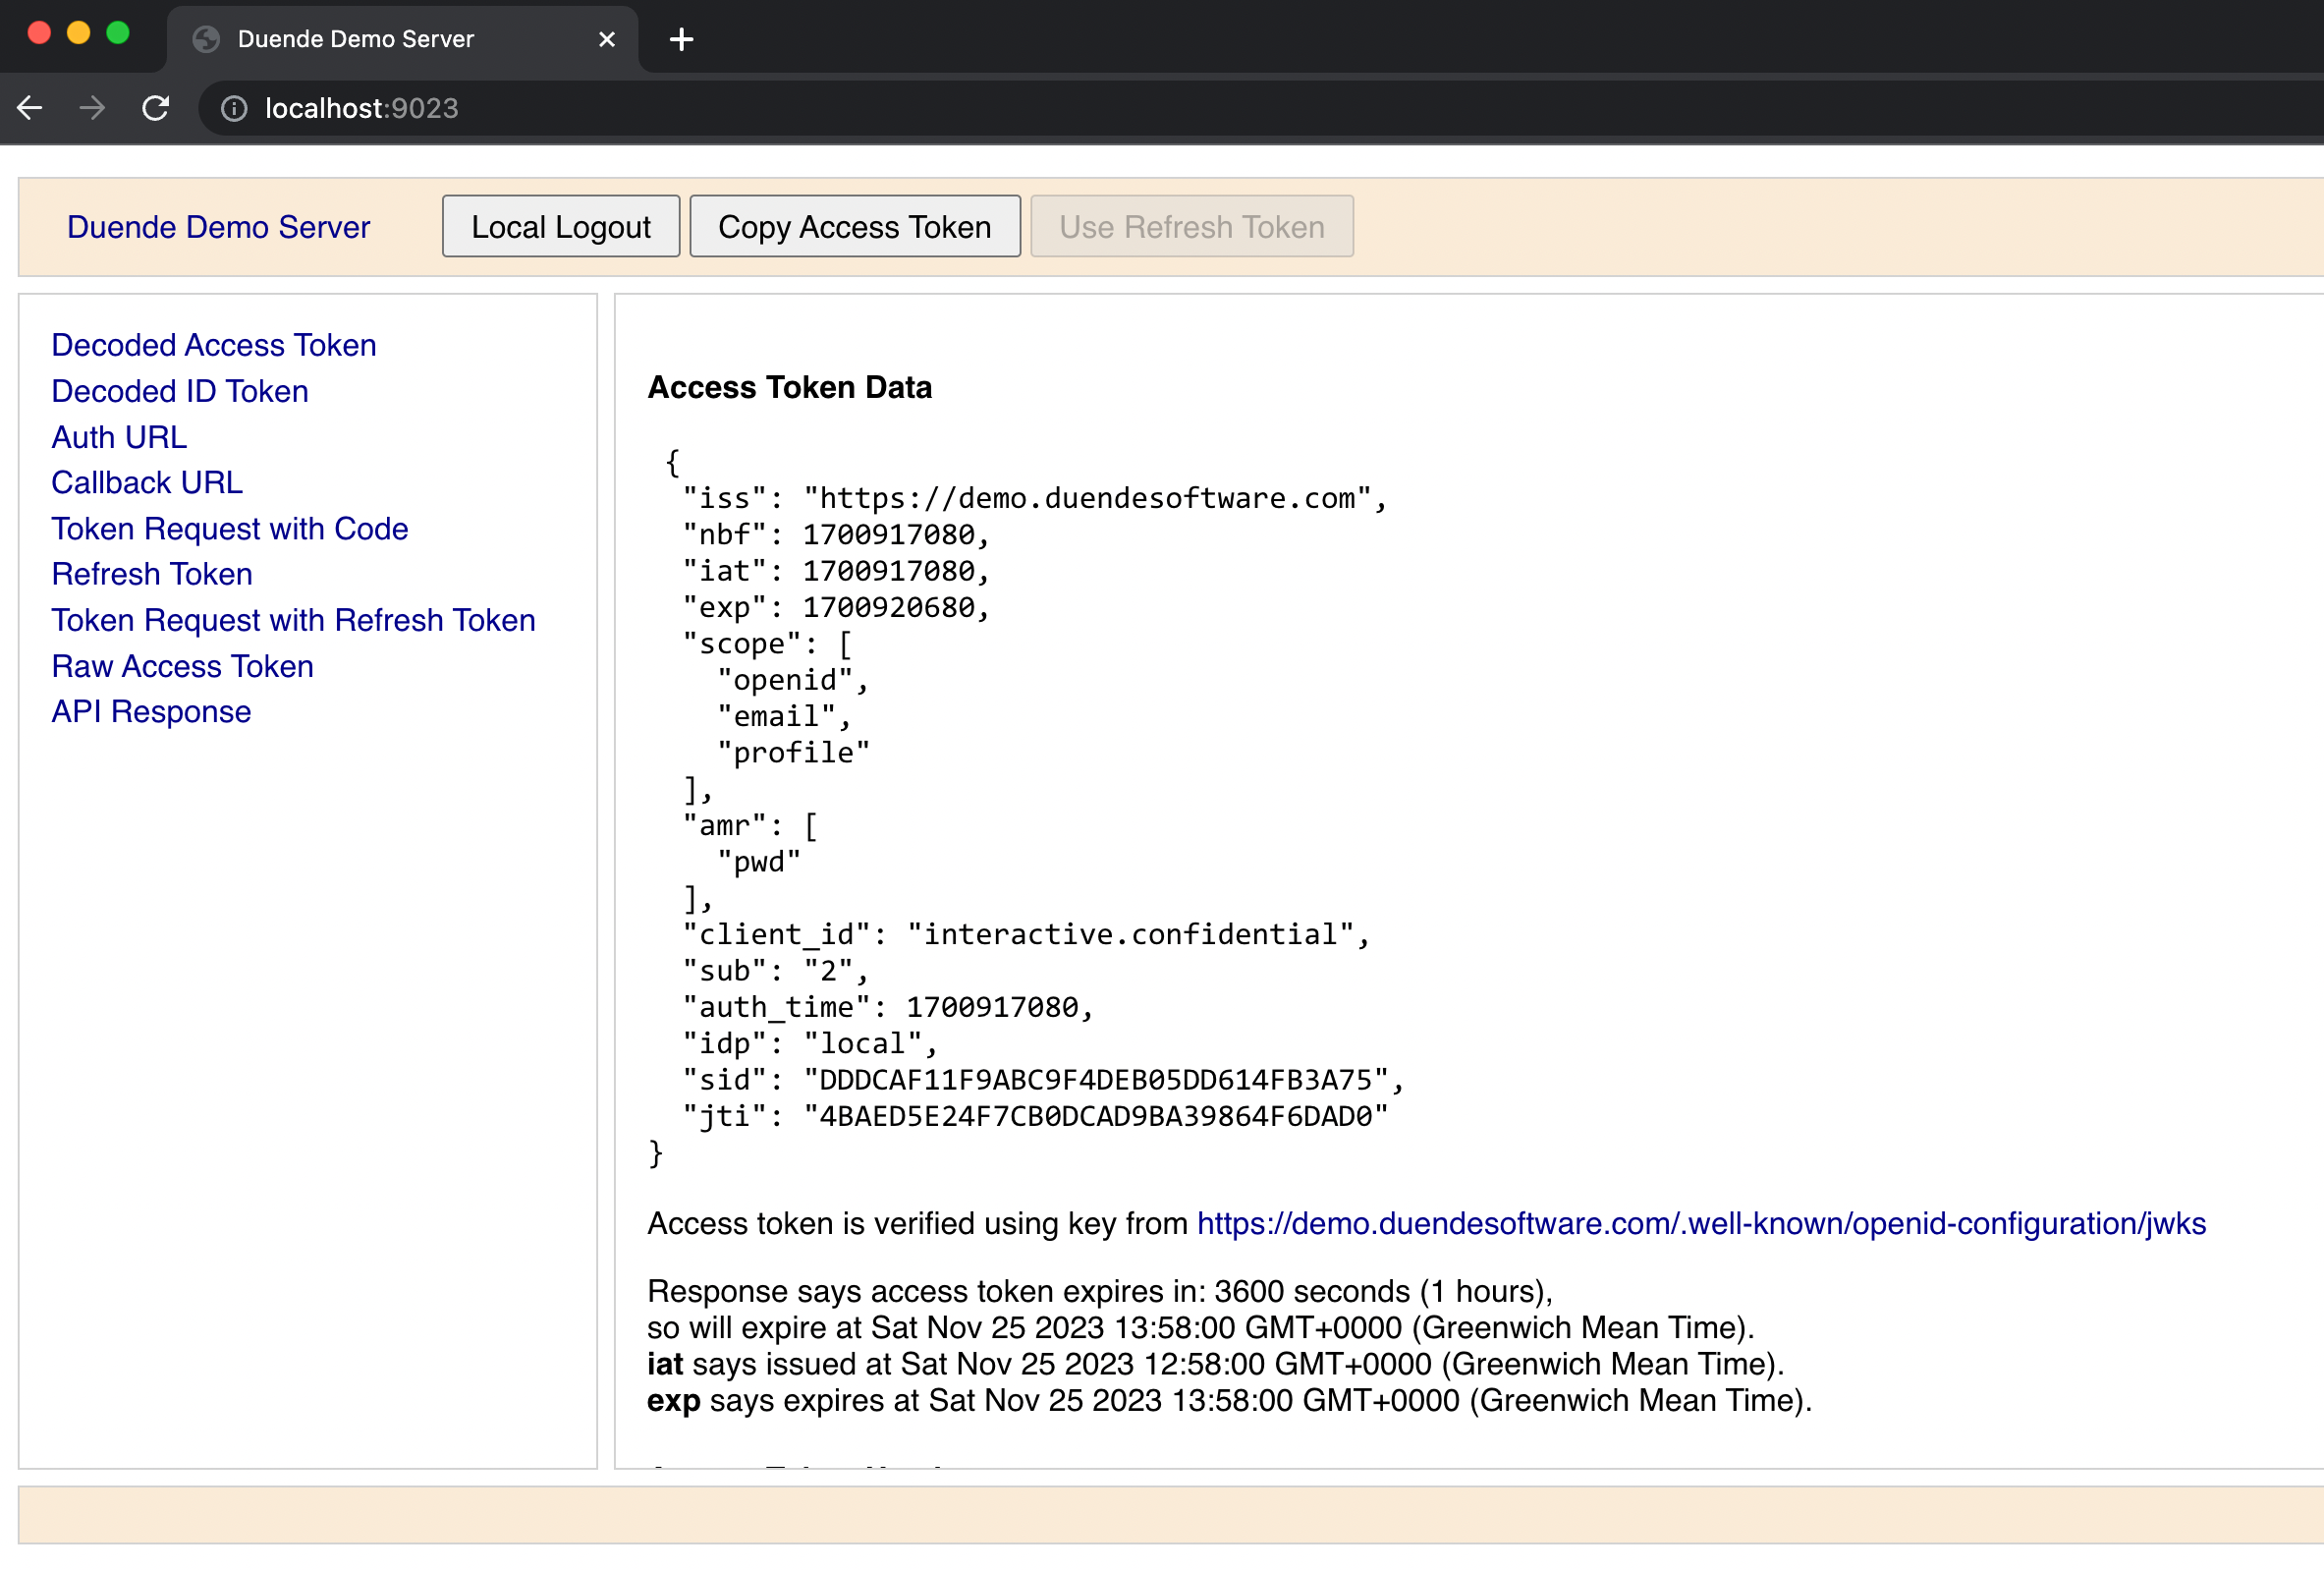 Duende Demo Server
localhost:9023
Duende Demo Server
Local Logout
Copy Access Token
Use Refresh Token
Decoded Access Token
Decoded ID Token
Auth URL
Callback URL
Token Request with Code
Refresh Token
Token Request with Refresh Token
Raw Access Token
API Response
Access Token Data
{
"iss": "https://demo.duendesoftware.com",
"nbf": 1700917080,
"iat": 1700917080,
"exp": 1700920680,
"scope": [
"openid",
"email",
"profile"
],
"amr": [
"pwd"
],
"client_id": "interactive.confidential",
"sub": "2",
"auth_time": 1700917080,
"idp": "local",
"sid": "DDDCAF11F9ABC9F4DEB05DD614FB3A75",
"jti": "4BAED5E24F7CB0DCAD9BA39864F6DAD0"
}
Access token is verified using key from https://demo.duendesoftware.com/.well-known/openid-configuration/jwks
Response says access token expires in: 3600 seconds (1 hours),
so will expire at Sat Nov 25 2023 13:58:00 GMT+0000 (Greenwich Mean Time).
iat says issued at Sat Nov 25 2023 12:58:00 GMT+0000 (Greenwich Mean Time).
exp says expires at Sat Nov 25 2023 13:58:00 GMT+0000 (Greenwich Mean Time).